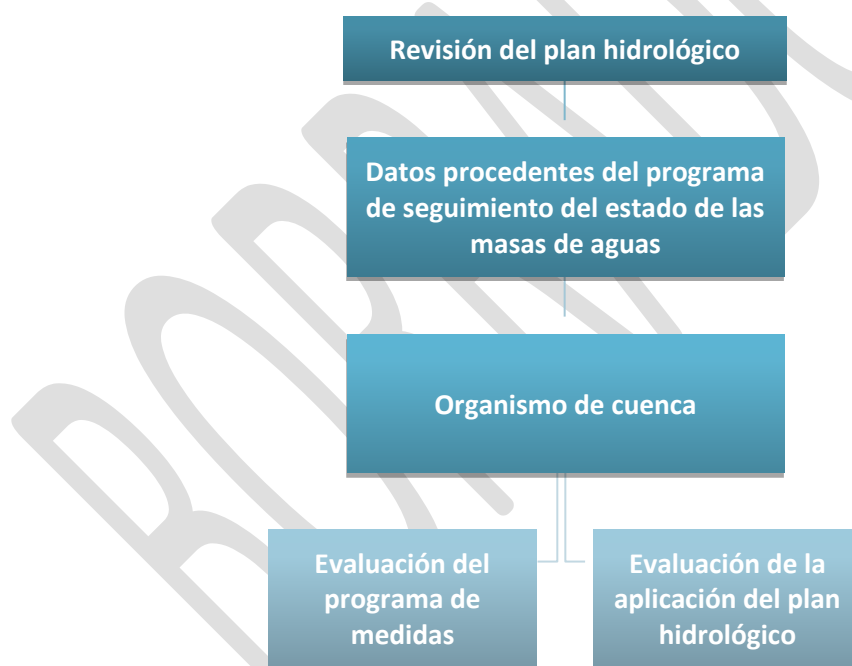 Revisión del plan hidrológico
Datos procedentes del programa
de seguimiento del estado de las
masas de aguas
Organismo de cuenca
Evaluación del
programa de
medidas
Evaluación de la
aplicación del plan
hidrológico